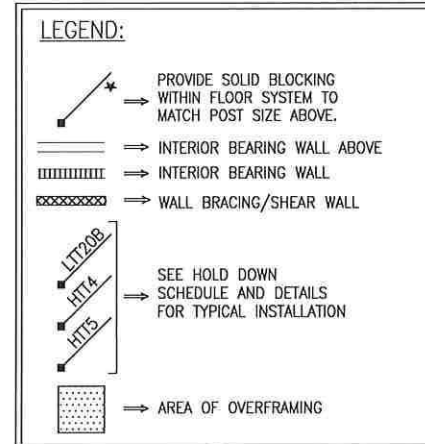 LEGEND:
PROVIDE SOLID BLOCKING
WITHIN FLOOR SYSTEM TO
MATCH POST SIZE ABOVE.
INTERIOR BEARING WALL ABOVE
INTERIOR BEARING WALL
WALL BRACING/SHEAR WALL
LTT20B
HTT4
HTT5
SEE HOLD DOWN
SCHEDULE AND DETAILS
FOR TYPICAL INSTALLATION
AREA OF OVERFRAMING